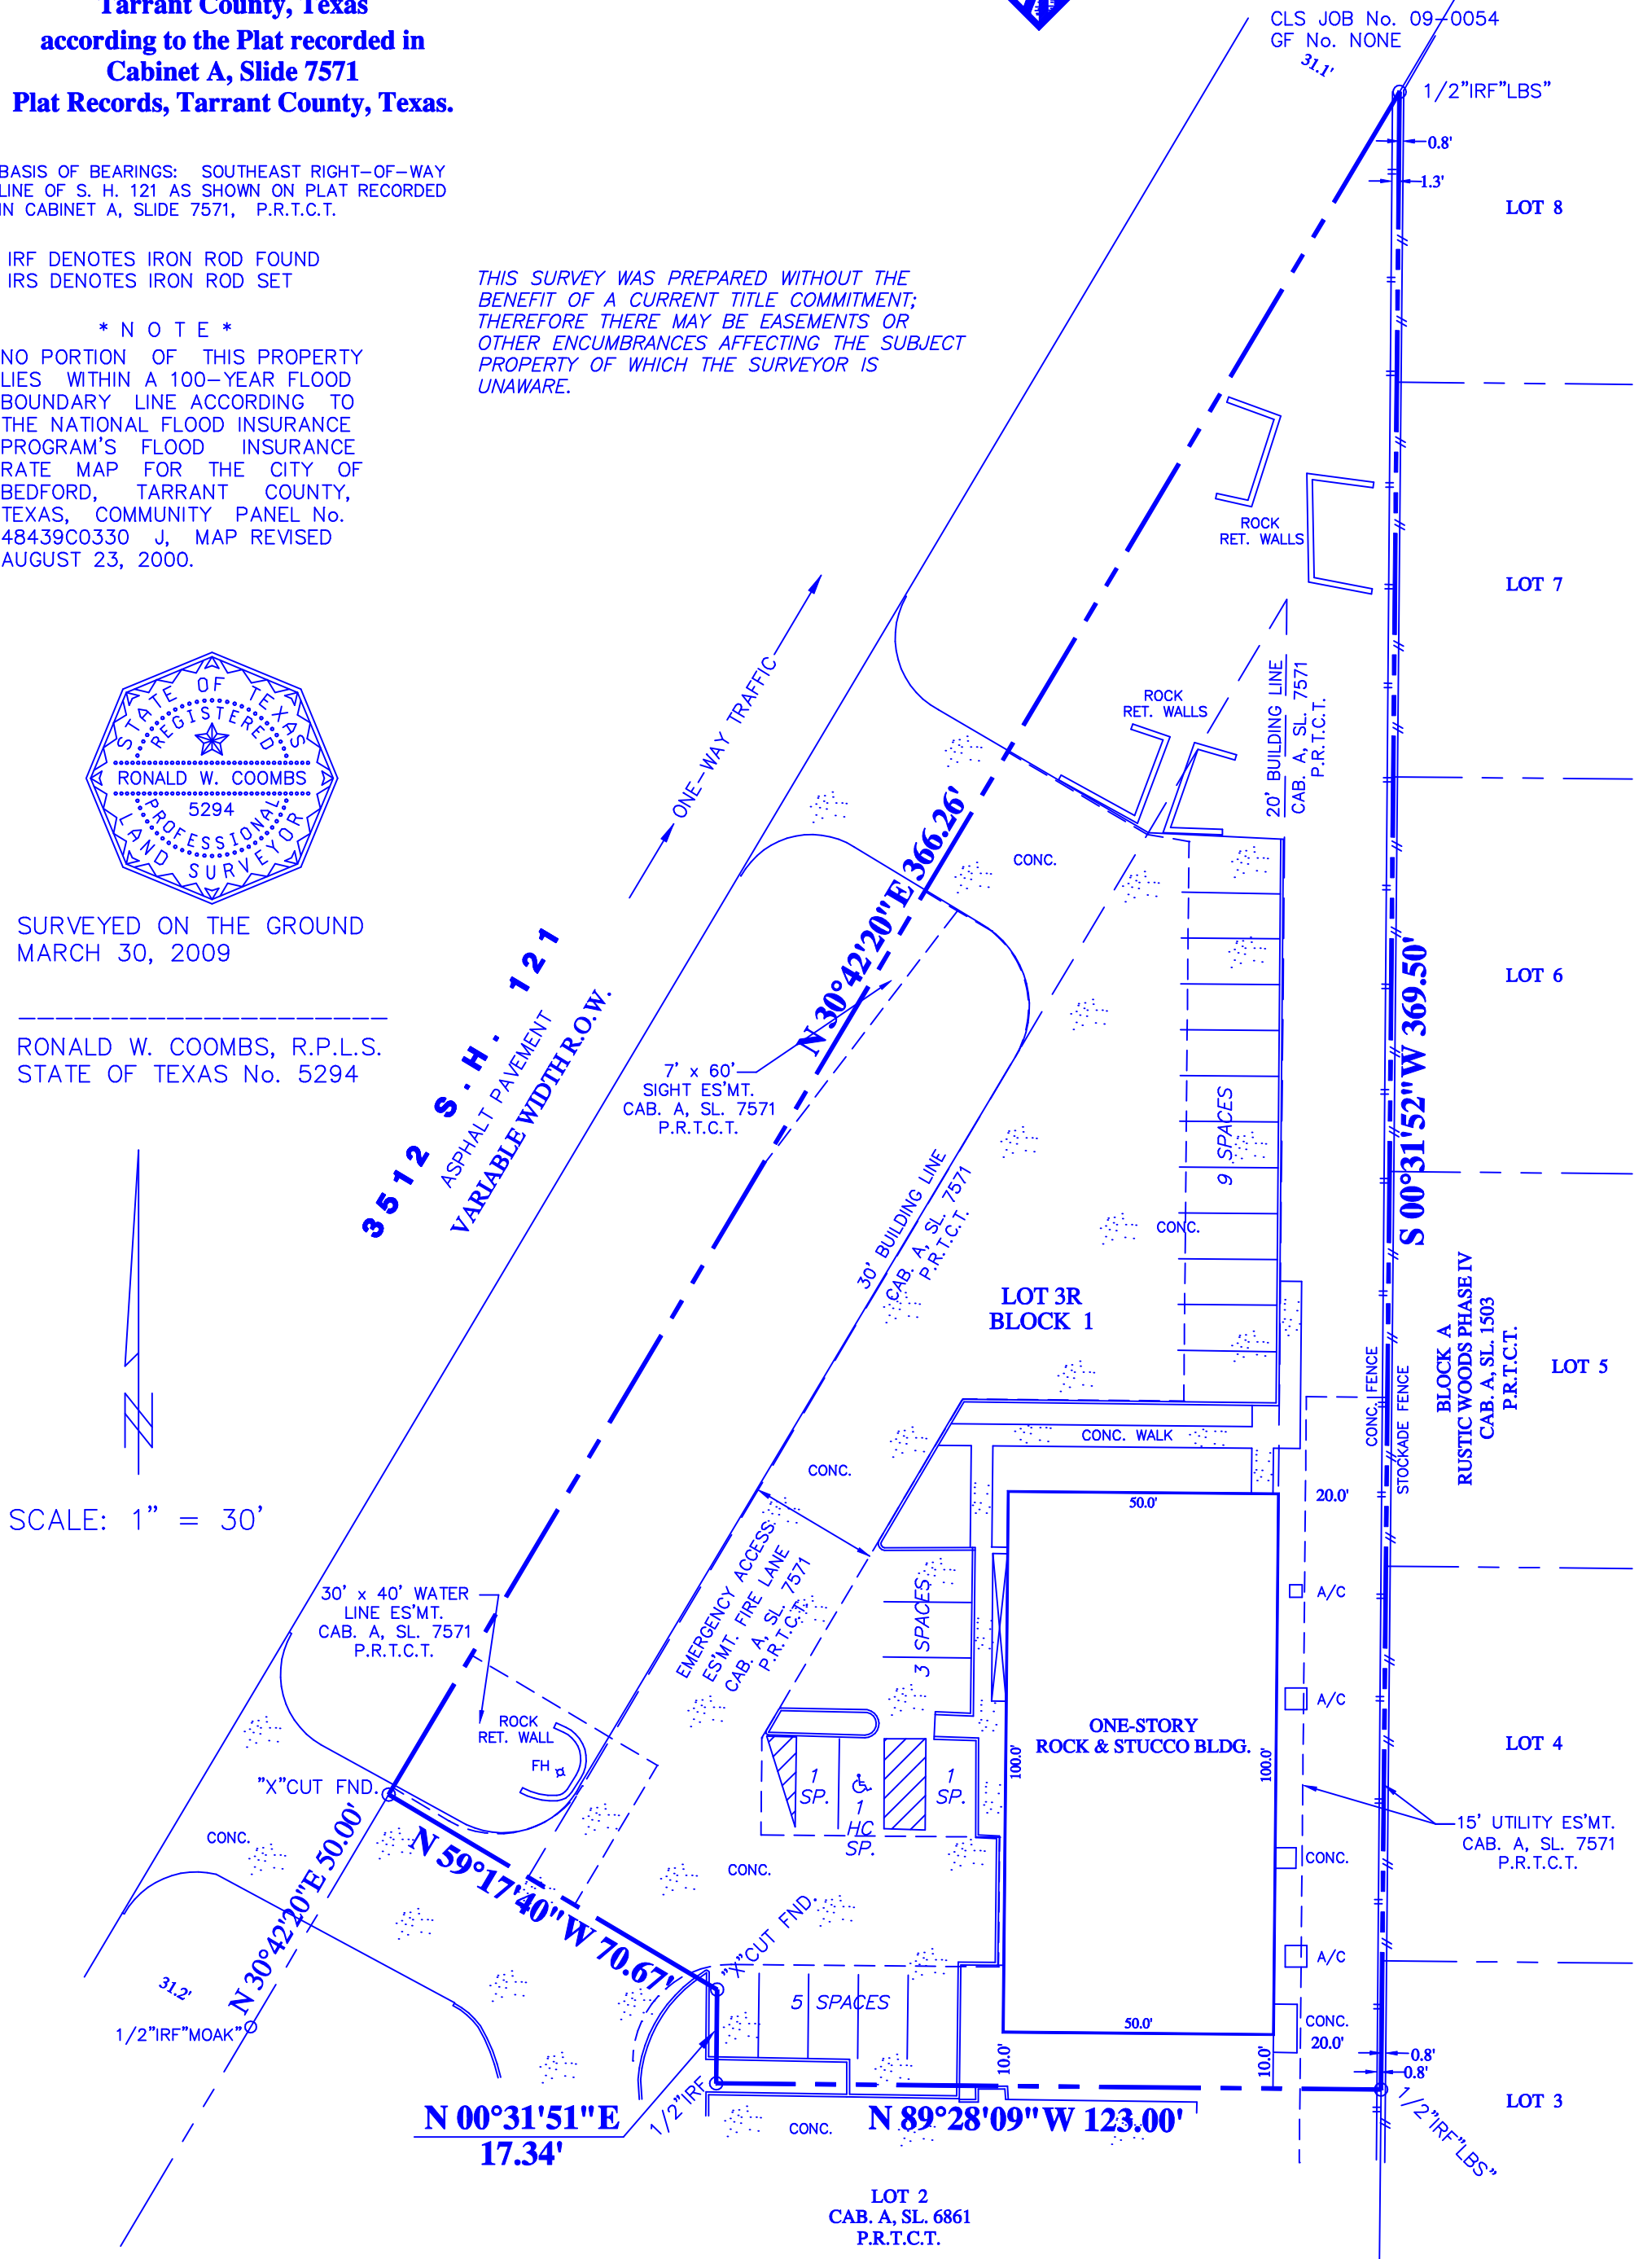 Tarrant County, Texas
according to the Plat recorded in
Cabinet A, Slide 7571
Plat Records, Tarrant County, Texas.
CLS JOB No. 09-0054
GF No. NONE
31.1'
1/2"IRF"LBS"
0.8'
1.3'
LOT 8
BASIS OF BEARINGS: SOUTHEAST RIGHT-OF-WAY
LINE OF S. H. 121 AS SHOWN ON PLAT RECORDED
IN CABINET A, SLIDE 7571, P.R.T.C.T.
IRF DENOTES IRON ROD FOUND
IRS DENOTES IRON ROD SET
* N O T E *
NO PORTION OF THIS PROPERTY
LIES WITHIN A 100-YEAR FLOOD
BOUNDARY LINE ACCORDING TO
THE NATIONAL FLOOD INSURANCE
PROGRAM'S FLOOD INSURANCE
RATE MAP FOR THE CITY OF
BEDFORD, TARRANT COUNTY,
TEXAS, COMMUNITY PANEL No.
48439C0330 J, MAP REVISED
AUGUST 23, 2000.
THIS SURVEY WAS PREPARED WITHOUT THE
BENEFIT OF A CURRENT TITLE COMMITMENT;
THEREFORE THERE MAY BE EASEMENTS OR
OTHER ENCUMBRANCES AFFECTING THE SUBJECT
PROPERTY OF WHICH THE SURVEYOR IS
UNAWARE.
ROCK
RET. WALLS
LOT 7
STATE OF TEXAS
REGISTERED
RONALD W. COOMBS
5294
PROFESSIONAL
LAND SURVEYOR
SURVEYED ON THE GROUND
MARCH 30, 2009
RONALD W. COOMBS, R.P.L.S.
STATE OF TEXAS No. 5294
ONE-WAY TRAFFIC
ROCK
RET. WALLS
20' BUILDING LINE
CAB. A, SL. 7571
P.R.T.C.T.
CONC.
N 30°42'20"E 366.26'
3512 S.H. 121
ASPHALT PAVEMENT
VARIABLE WIDTH R.O.W.
7' x 60'
SIGHT ES'MT.
CAB. A, SL. 7571
P.R.T.C.T.
LOT 6
S 00°31'52"W 369.50'
9 SPACES
CONC.
30' BUILDING LINE
CAB. A, SL. 7571
P.R.T.C.T.
LOT 3R
BLOCK 1
BLOCK A
RUSTIC WOODS PHASE IV
CAB. A, SL. 1503
P.R.T.C.T.
LOT 5
CONC. FENCE
STOCKADE FENCE
CONC. WALK
CONC.
N
SCALE: 1" = 30'
50.0'
20.0'
EMERGENCY ACCESS
ES'MT. FIRE LANE
CAB. A, SL. 7571
P.R.T.C.T.
3 SPACES
A/C
30' x 40' WATER
LINE ES'MT.
CAB. A, SL. 7571
P.R.T.C.T.
A/C
ROCK
RET. WALL
FH
ONE-STORY
ROCK & STUCCO BLDG.
100.0'
100.0'
LOT 4
"X"CUT FND.
1
SP.
1
HC
SP.
1
SP.
15' UTILITY ES'MT.
CAB. A, SL. 7571
P.R.T.C.T.
CONC.
CONC.
CONC.
N 59°17'40"W 70.67'
N 30°42'20"E 50.00'
"X"CUT FND.
A/C
31.2'
1/2"IRF"MOAK"
5 SPACES
50.0'
CONC.
20.0'
10.0'
10.0'
0.8'
0.8'
LOT 3
1/2"IRF
1/2"IRF"LBS"
N 00°31'51"E
17.34'
CONC.
N 89°28'09"W 123.00'
LOT 2
CAB. A, SL. 6861
P.R.T.C.T.